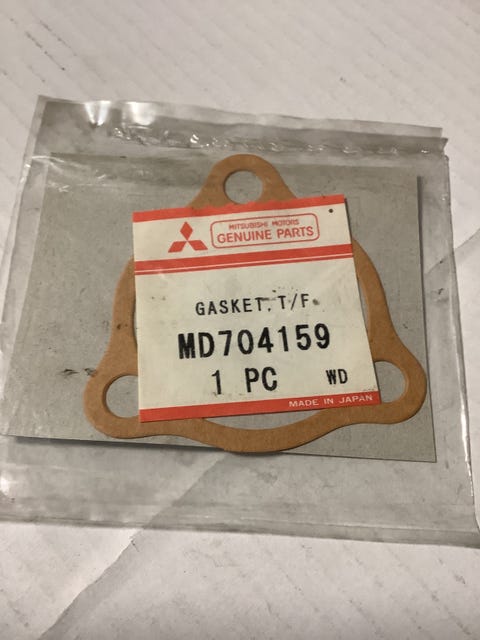 MITSUBISHI MOTORS
GENUINE PARTS
GASKET,T/F
MD704159
1 PC WD
MADE IN JAPAN